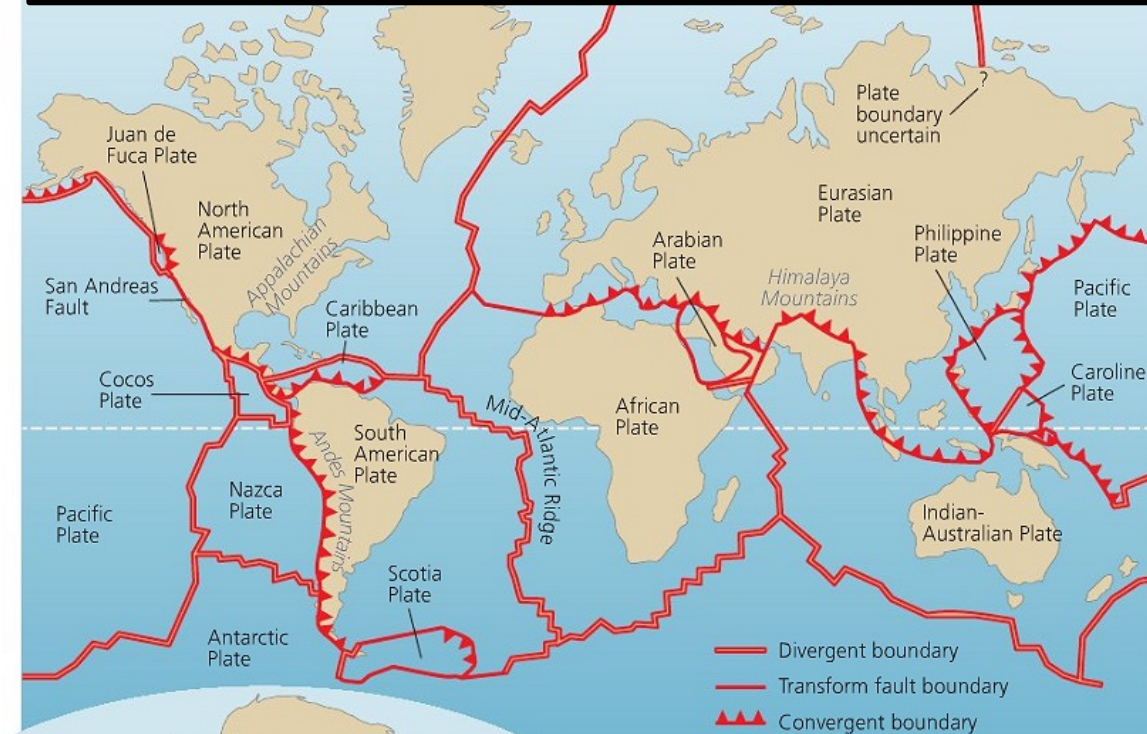 Juan de
Fuca Plate
North
American
Plate
San Andreas
Fault
Appalachian
Mountains
Caribbean
Plate
Cocos
Plate
Pacific
Plate
Nazca
Plate
South
American
Plate
Andes Mountains
Antarctic
Plate
Scotia
Plate
Mid-Atlantic Ridge
African
Plate
Arabian
Plate
Eurasian
Plate
Himalaya
Mountains
Plate
boundary
uncertain
?
Philippine
Plate
Pacific
Plate
Caroline
Plate
Indian-
Australian Plate
Divergent boundary
Transform fault boundary
Convergent boundary